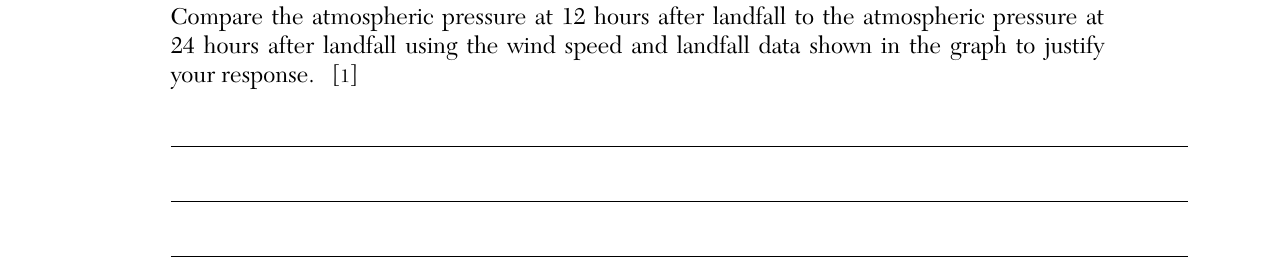 Compare the atmospheric pressure at 12 hours after landfall to the atmospheric pressure at
24 hours after landfall using the wind speed and landfall data shown in the graph to justify
your response. [1]